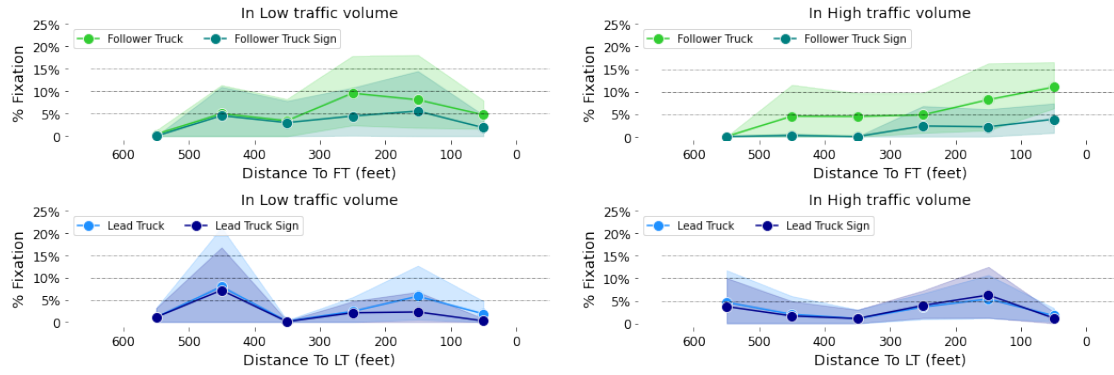 In Low traffic volume
25%
20%
15%
10%
5%
0
% Fixation
Follower Truck
Follower Truck Sign
600 500 400 300 200 100 0
Distance To FT (feet)
In High traffic volume
25%
20%
15%
10%
5%
0
% Fixation
Follower Truck
Follower Truck Sign
600 500 400 300 200 100 0
Distance To FT (feet)
In Low traffic volume
25%
20%
15%
10%
5%
0
% Fixation
Lead Truck
Lead Truck Sign
600 500 400 300 200 100 0
Distance To LT (feet)
In High traffic volume
25%
20%
15%
10%
5%
0
% Fixation
Lead Truck
Lead Truck Sign
600 500 400 300 200 100 0
Distance To LT (feet)